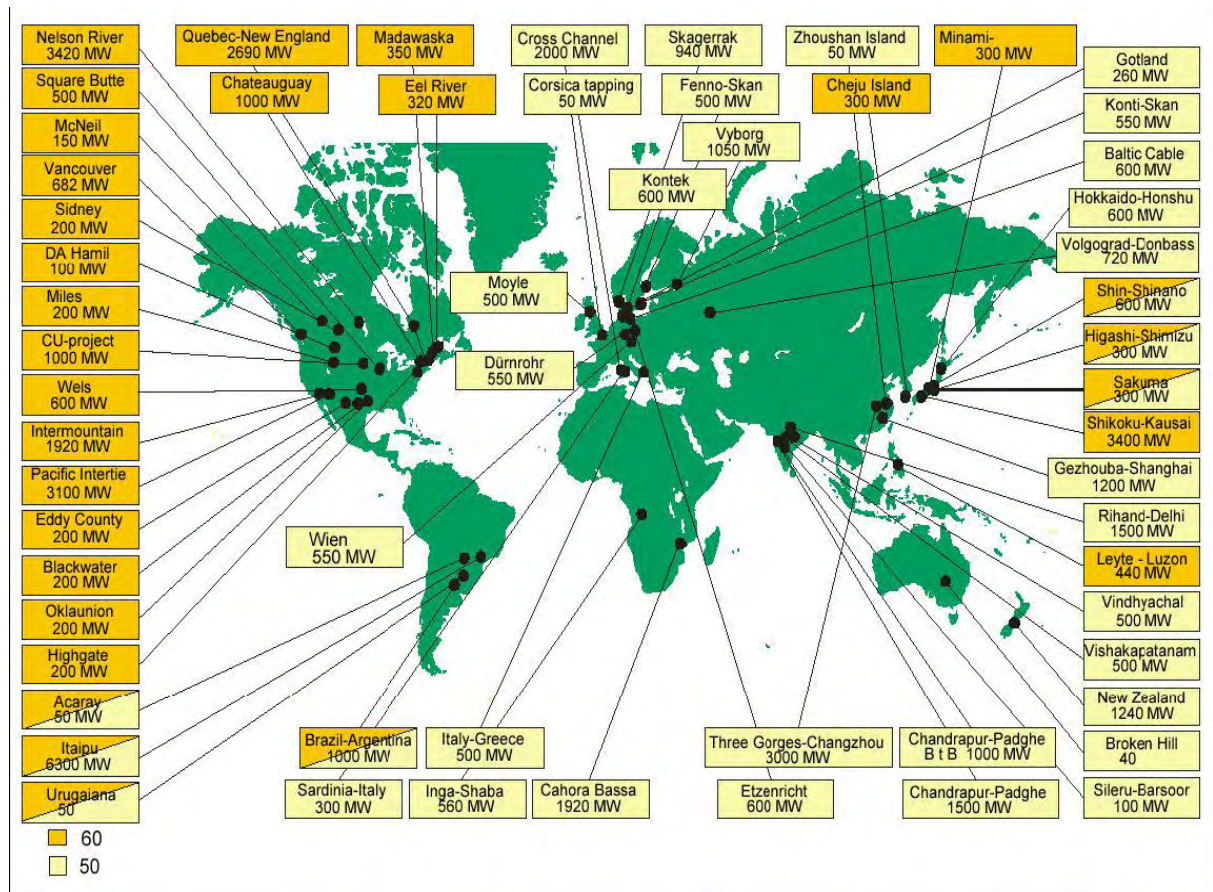 Nelson River
3420 MW
Square Butte
500 MW
McNeil
150 MW
Vancouver
682 MW
Sidney
200 MW
DA Hamil
100 MW
Miles
200 MW
CU-project
1000 MW
Wels
600 MW
Intermountain
1920 MW
Pacific Intertie
3100 MW
Eddy County
200 MW
Blackwater
200 MW
Oklaunion
200 MW
Highgate
200 MW
Acaray
50 MW
Itaipu
6300 MW
Urugaiana
50
60
50
Quebec-New England
2690 MW
Chateauguay
1000 MW
Madawaska
350 MW
Eel River
320 MW
Cross Channel
2000 MW
Corsica tapping
50 MW
Skagerrak
940 MW
Fenno-Skan
500 MW
Vyborg
1050 MW
Kontek
600 MW
Zhoushan Island
50 MW
Cheju Island
300 MW
Minami-
300 MW
Moyle
500 MW
Dürnrohr
550 MW
Wien
550 MW
Gotland
260 MW
Konti-Skan
550 MW
Baltic Cable
600 MW
Hokkaido-Honshu
600 MW
Volgograd-Donbass
720 MW
Shin-Shinano
600 MW
Higashi-Shimizu
300 MW
Sakuma
300 MW
Shikoku-Kausai
3400 MW
Gezhouba-Shanghai
1200 MW
Rihand-Delhi
1500 MW
Leyte - Luzon
440 MW
Vindhyachal
500 MW
Vishakapatanam
500 MW
New Zealand
1240 MW
Broken Hill
40
Sileru-Barsoor
100 MW
Brazil-Argentina
1000 MW
Sardinia-Italy
300 MW
Italy-Greece
500 MW
Inga-Shaba
560 MW
Cahora Bassa
1920 MW
Three Gorges-Changzhou
3000 MW
Etzenricht
600 MW
Chandrapur-Padghe
B t B 1000 MW
Chandrapur-Padghe
1500 MW